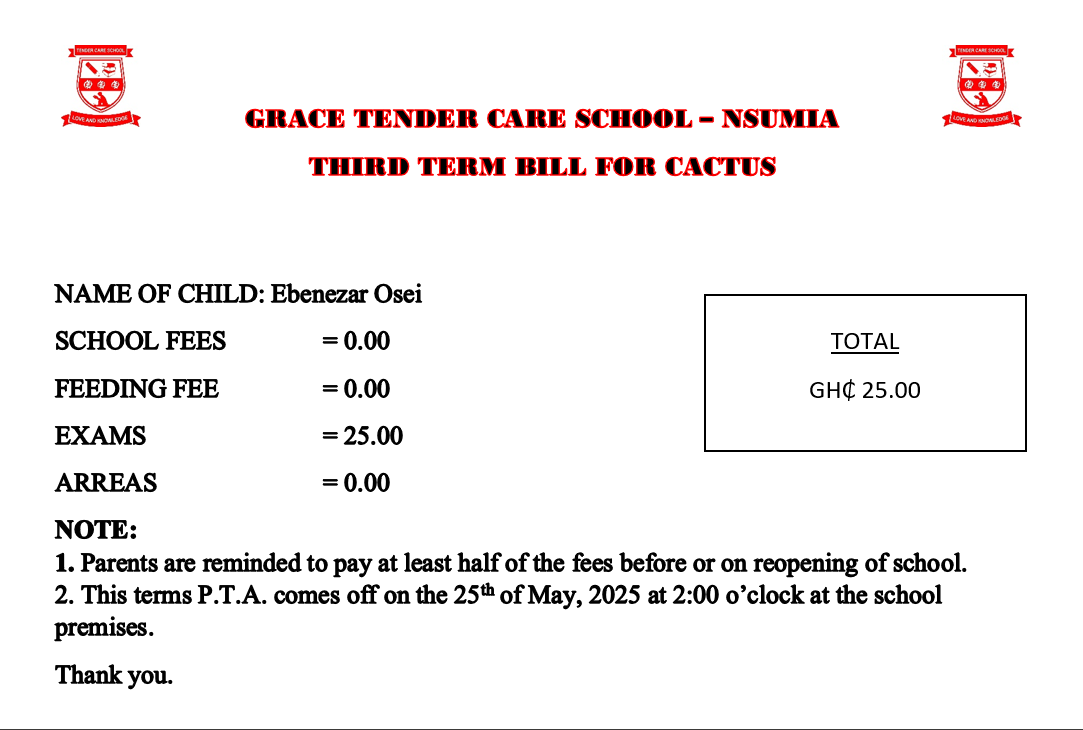 TENDER CARE SCHOOL
LOVE AND KNOWLEDGE
TENDER CARE SCHOOL
LOVE AND KNOWLEDGE
GRACE TENDER CARE SCHOOL – NSUMIA
THIRD TERM BILL FOR CACTUS
NAME OF CHILD: Ebenezar Osei
SCHOOL FEES = 0.00
FEEDING FEE = 0.00
EXAMS = 25.00
ARREAS = 0.00
TOTAL
GH₵ 25.00
NOTE:
1. Parents are reminded to pay at least half of the fees before or on reopening of school.
2. This terms P.T.A. comes off on the 25th of May, 2025 at 2:00 o’clock at the school
premises.
Thank you.